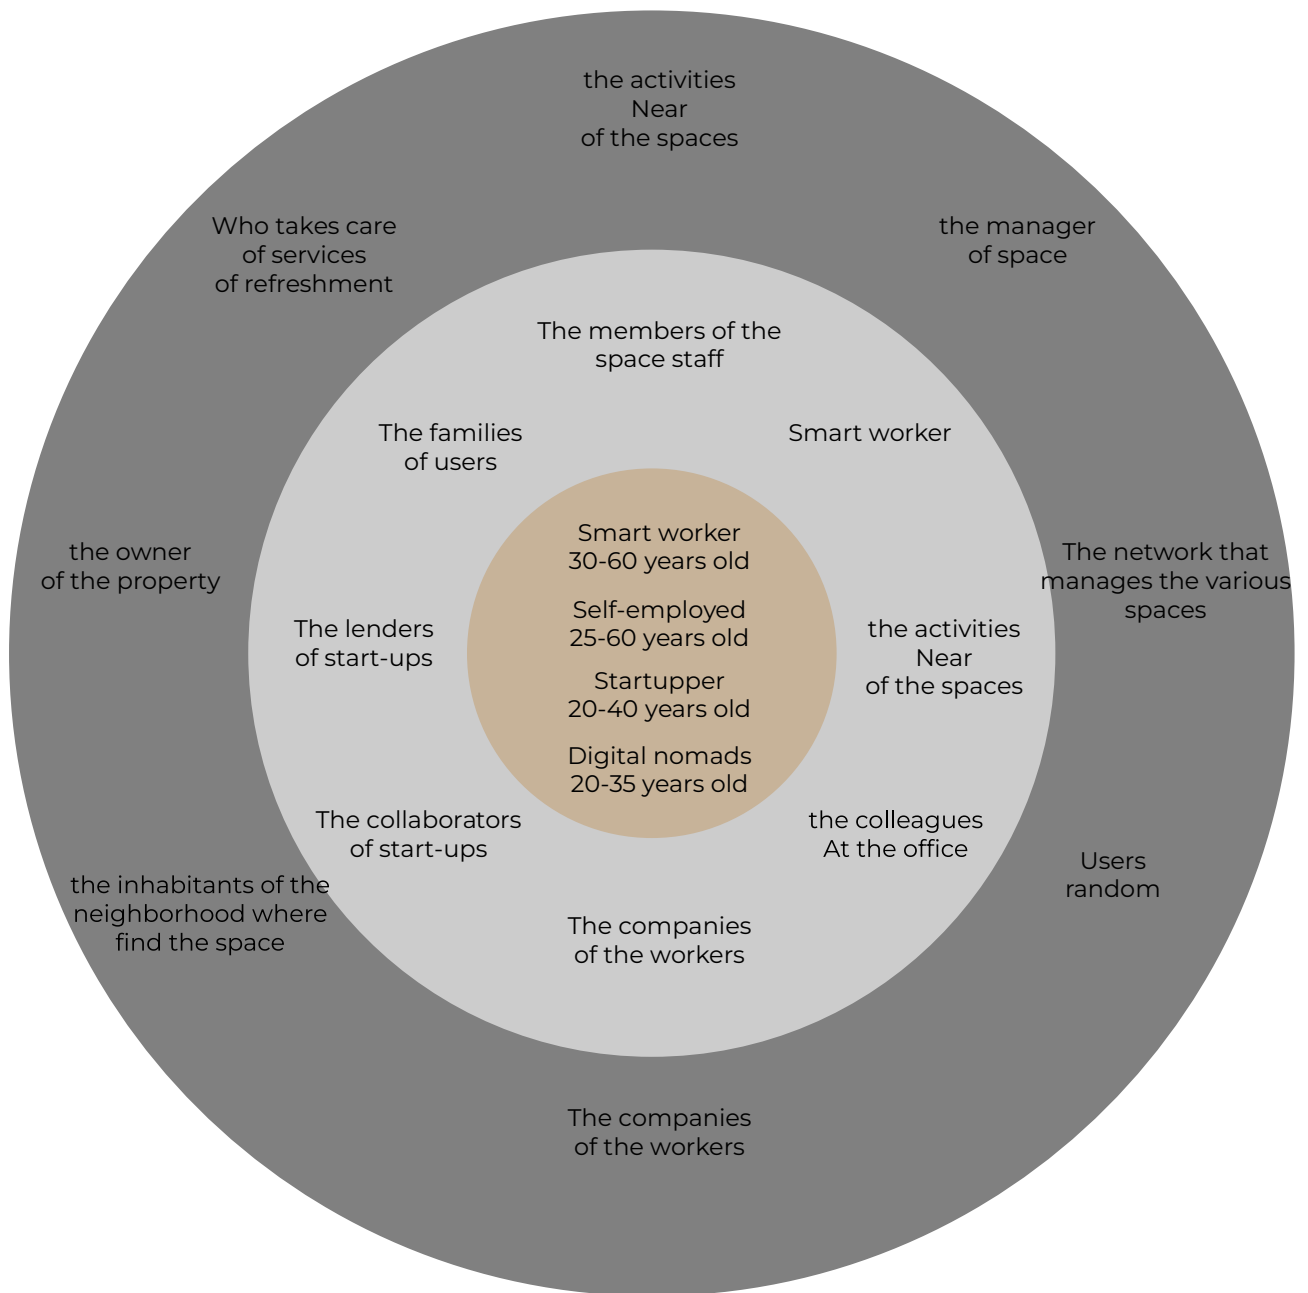 the activities
Near
of the spaces
Who takes care
of services
of refreshment
the manager
of space
The members of the
space staff
The families
of users
Smart worker
Smart worker
30-60 years old
Self-employed
25-60 years old
Startupper
20-40 years old
Digital nomads
20-35 years old
the owner
of the property
The network that
manages the various
spaces
The lenders
of start-ups
the activities
Near
of the spaces
The collaborators
of start-ups
the colleagues
At the office
the inhabitants of the
neighborhood where
find the space
Users
random
The companies
of the workers
The companies
of the workers